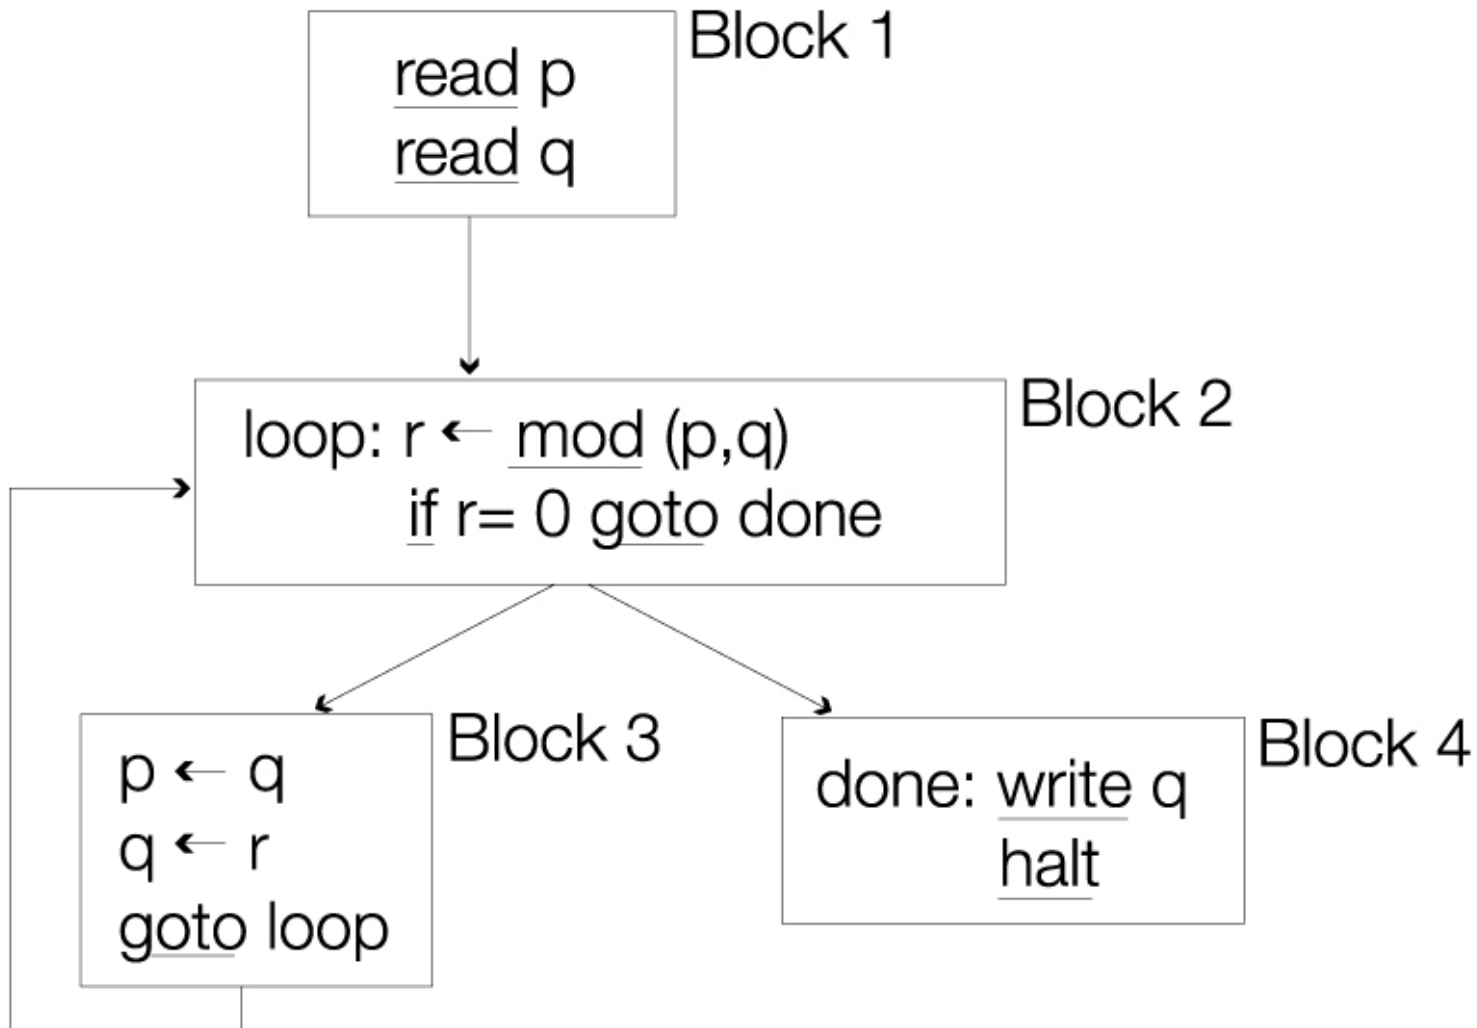 Block 1
read p
read q
Block 2
loop: r ← mod (p,q)
if r= 0 goto done
Block 3
p ← q
q ← r
goto loop
Block 4
done: write q
halt